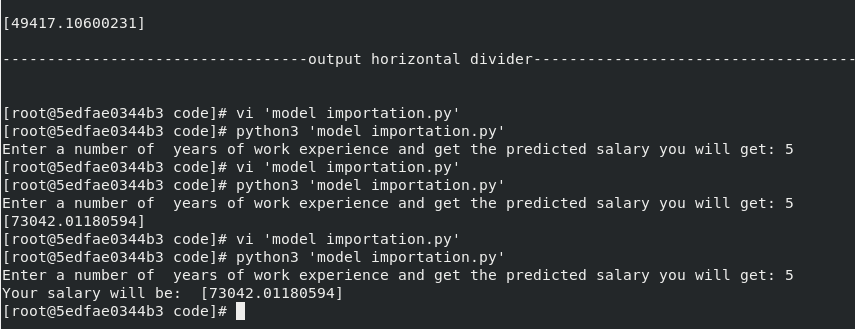 [49417.10600231]
----------------------------------output horizontal divider------------------------------------
[root@5edfae0344b3 code]# vi 'model importation.py'
[root@5edfae0344b3 code]# python3 'model importation.py'
Enter a number of  years of work experience and get the predicted salary you will get: 5
[root@5edfae0344b3 code]# vi 'model importation.py'
[root@5edfae0344b3 code]# python3 'model importation.py'
Enter a number of  years of work experience and get the predicted salary you will get: 5
[73042.01180594]
[root@5edfae0344b3 code]# vi 'model importation.py'
[root@5edfae0344b3 code]# python3 'model importation.py'
Enter a number of  years of work experience and get the predicted salary you will get: 5
Your salary will be:  [73042.01180594]
[root@5edfae0344b3 code]#